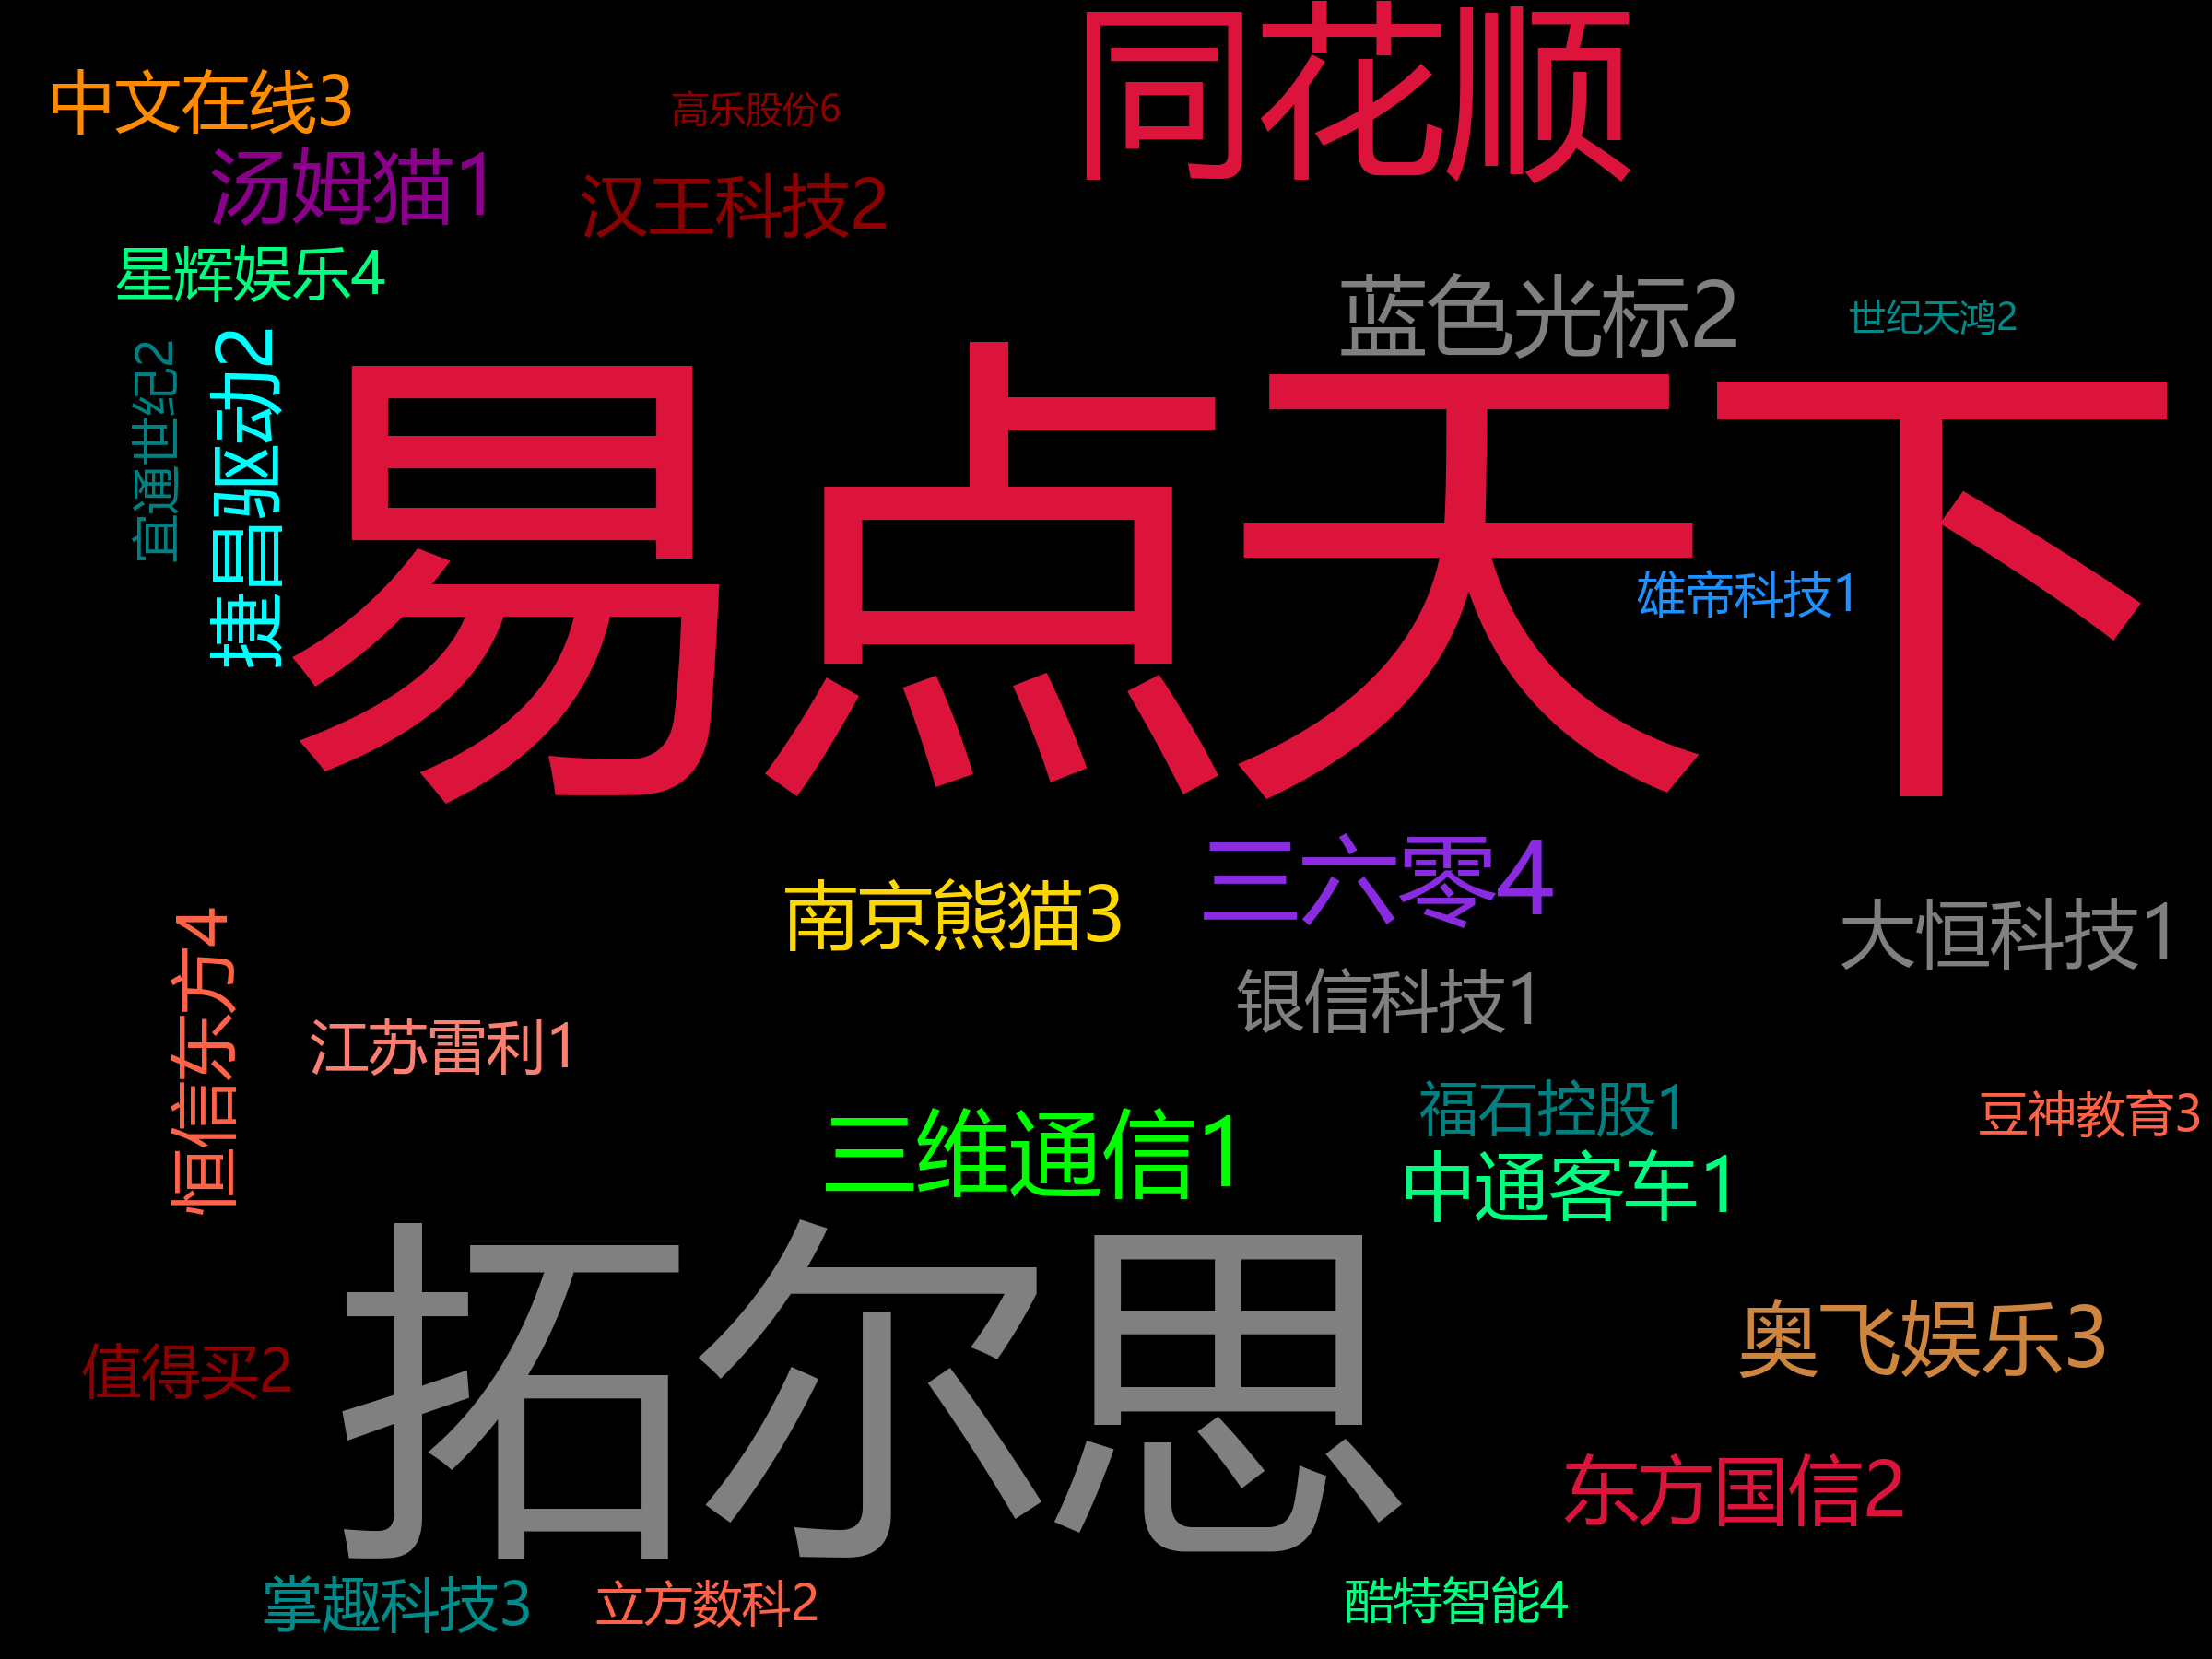 同花顺
中文在线3
高乐股份6
汤姆猫1
汉王科技2
星辉娱乐4
蓝色光标2
世纪天鸿2
宜通世纪2
捷昌驱动2
易点天下
雄帝科技1
三六零4
南京熊猫3
大恒科技1
银信科技1
恒信东方4
江苏雷利1
三维通信1
福石控股1
豆神教育3
中通客车1
拓尔思
奥飞娱乐3
值得买2
东方国信2
掌趣科技3
立方数科2
酷特智能4